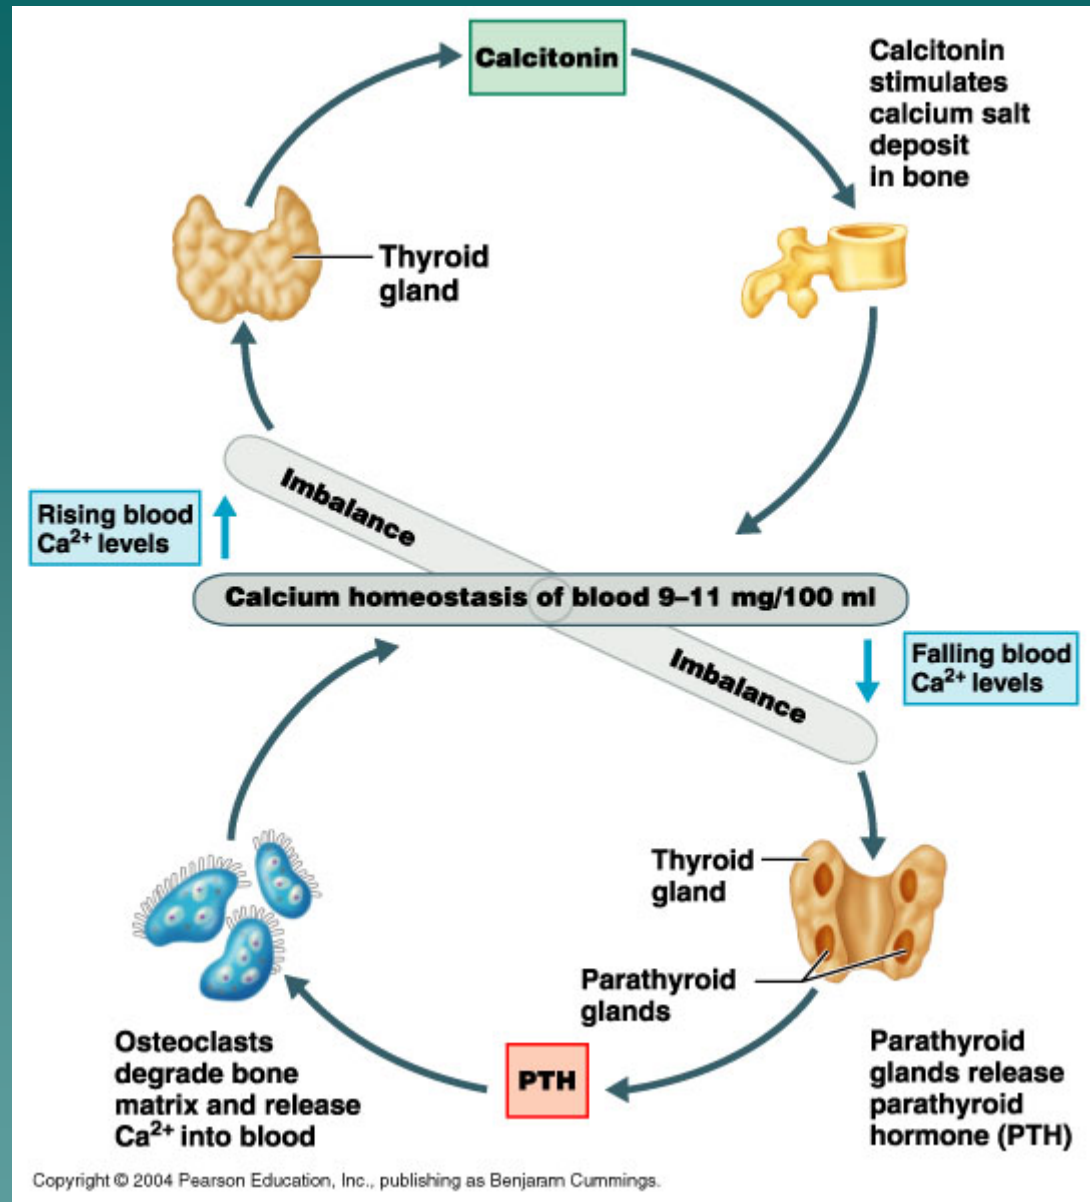 Calcitonin
Calcitonin
stimulates
calcium salt
deposit
in bone
Thyroid
gland
Imbalance
Rising blood
Ca²⁺ levels
Calcium homeostasis of blood 9–11 mg/100 ml
Imbalance
Falling blood
Ca²⁺ levels
Thyroid
gland
Parathyroid
glands
Osteoclasts
degrade bone
matrix and release
Ca²⁺ into blood
PTH
Parathyroid
glands release
parathyroid
hormone (PTH)
Copyright © 2004 Pearson Education, Inc., publishing as Benjaram Cummings.